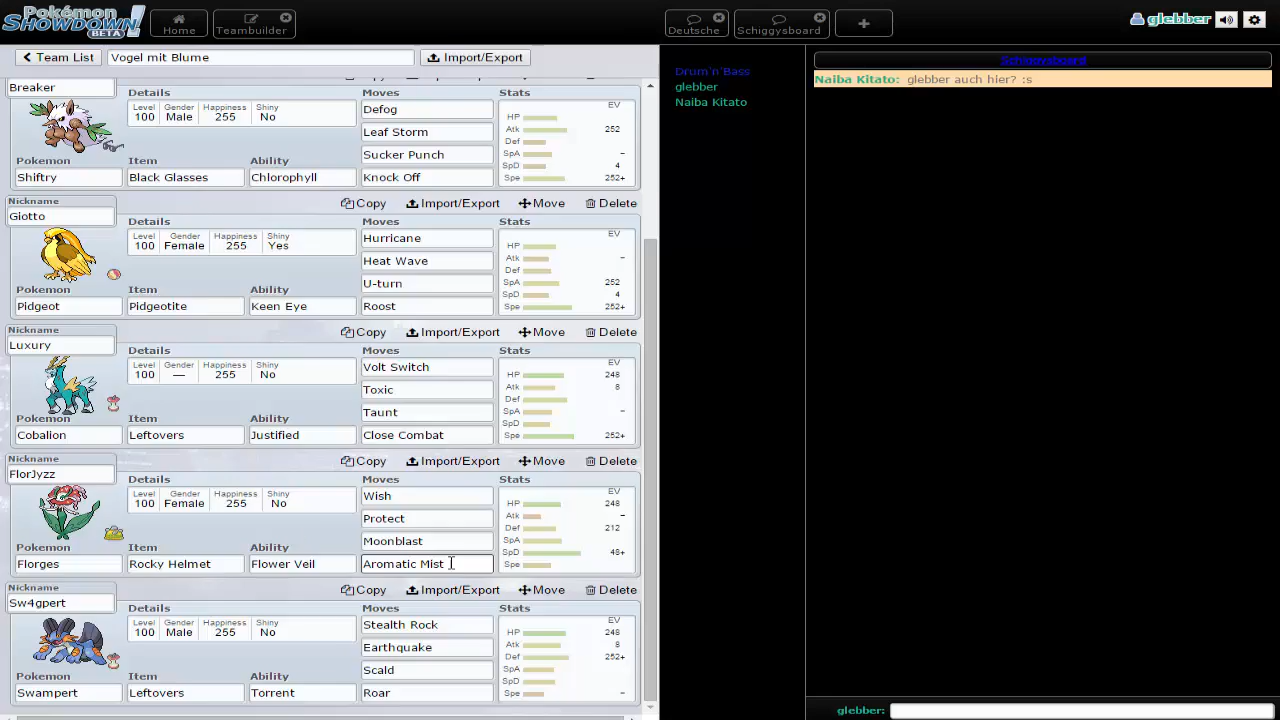 Pokémon
SHOWDOWN!
BETA
Home
Teambuilder
Deutsche
Schiggysboard
glebber
Team List
Vogel mit Blume
Import/Export
Breaker
Details
Level Gender Happiness Shiny
100 Male 255 No
Pokemon Item Ability
Shiftry Black Glasses Chlorophyll
Defog
Leaf Storm
Sucker Punch
Knock Off
Stats
EV
HP
Atk 252
Def
SpA –
SpD 4
Spe 252+
Nickname
Giotto
Copy Import/Export Move Delete
Details
Level Gender Happiness Shiny
100 Female 255 Yes
Pokemon Item Ability
Pidgeot Pidgeotite Keen Eye
Moves
Hurricane
Heat Wave
U-turn
Roost
Stats
EV
HP
Atk –
Def
SpA 252
SpD 4
Spe 252+
Nickname
Luxury
Copy Import/Export Move Delete
Details
Level Gender Happiness Shiny
100 — 255 No
Pokemon Item Ability
Cobalion Leftovers Justified
Moves
Volt Switch
Toxic
Taunt
Close Combat
Stats
EV
HP 248
Atk 8
Def
SpA –
SpD
Spe 252+
Nickname
FlorJyzz
Copy Import/Export Move Delete
Details
Level Gender Happiness Shiny
100 Female 255 No
Pokemon Item Ability
Florges Rocky Helmet Flower Veil
Moves
Wish
Protect
Moonblast
Aromatic Mist
Stats
EV
HP 248
Atk –
Def 212
SpA
SpD 48+
Spe
Nickname
Sw4gpert
Copy Import/Export Move Delete
Details
Level Gender Happiness Shiny
100 Male 255 No
Pokemon Item Ability
Swampert Leftovers Torrent
Moves
Stealth Rock
Earthquake
Scald
Roar
Stats
EV
HP 248
Atk 8
Def 252+
SpA
SpD
Spe –
Drum'n'Bass
glebber
Naiba Kitato
Schiggysboard
Naiba Kitato: glebber auch hier? :s
glebber: